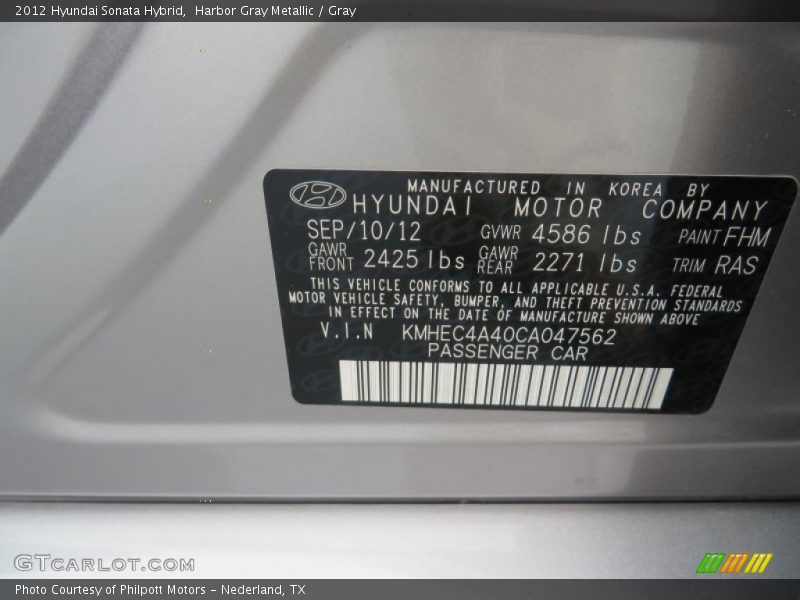 2012 Hyundai Sonata Hybrid,  Harbor Gray Metallic / Gray
MANUFACTURED IN KOREA BY
HYUNDAI MOTOR COMPANY
SEP/10/12 GVWR 4586 lbs PAINT FHM
GAWR FRONT 2425 lbs GAWR REAR 2271 lbs TRIM RAS
THIS VEHICLE CONFORMS TO ALL APPLICABLE U.S.A. FEDERAL
MOTOR VEHICLE SAFETY, BUMPER, AND THEFT PREVENTION STANDARDS
IN EFFECT ON THE DATE OF MANUFACTURE SHOWN ABOVE
V.I.N KMHEC4A40CA047562
PASSENGER CAR
GTCARLOT.COM
Photo Courtesy of Philpott Motors – Nederland, TX